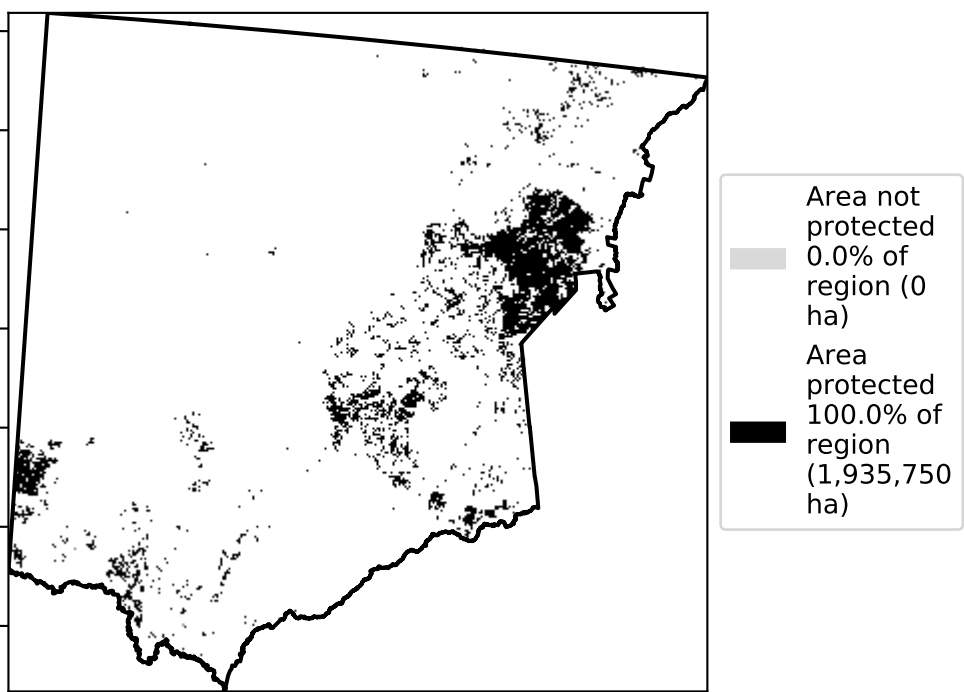 Area not
protected
0.0% of
region (0
ha)
Area
protected
100.0% of
region
(1,935,750
ha)